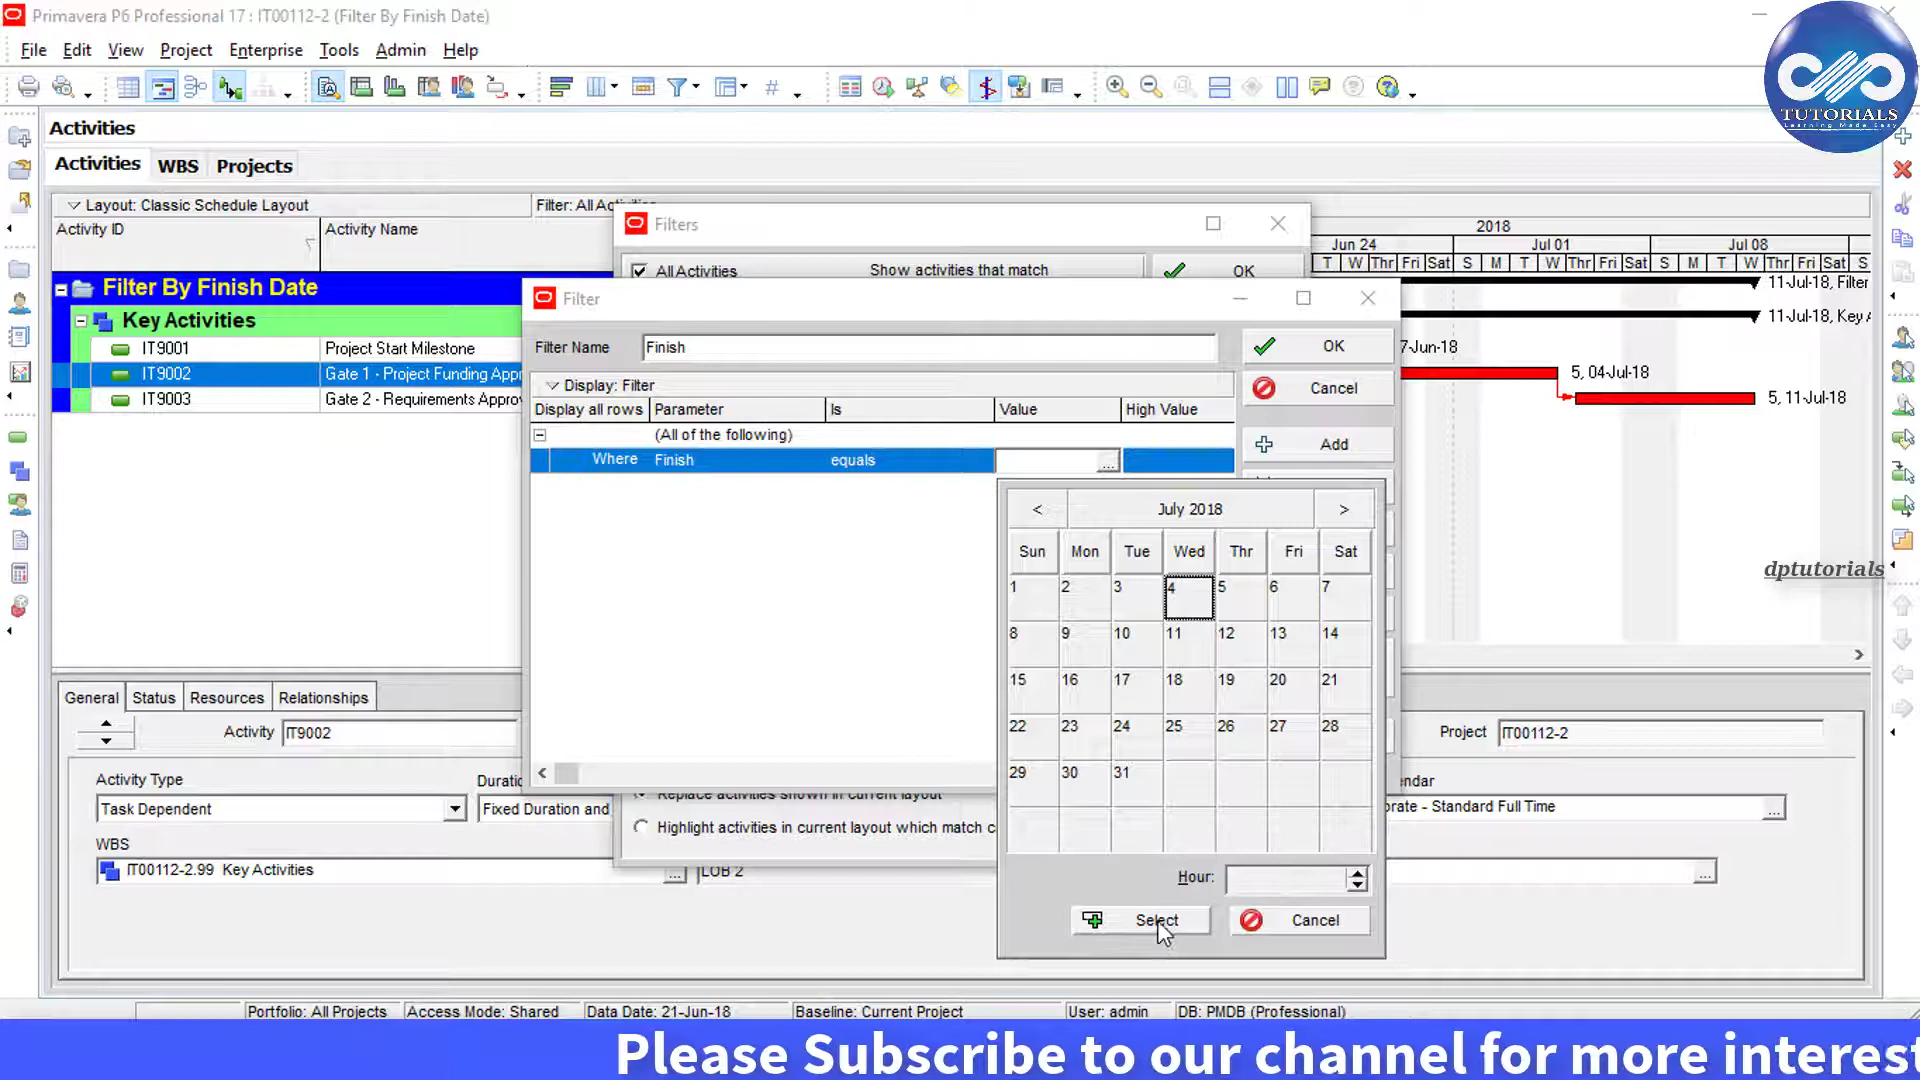 Primavera P6 Professional 17 : IT00112-2 (Filter By Finish Date)
File Edit View Project Enterprise Tools Admin Help
TUTORIALS
Learning Made Easy
Activities
Activities WBS Projects
Layout: Classic Schedule Layout
Filter: All
Activity ID Activity Name
2018
Jun 24 Jul 01 Jul 08
T W Thr Fri Sat S M T W Thr Fri Sat S M T W Thr Fri Sat S
Filter By Finish Date
11-Jul-18, Filter
Key Activities
11-Jul-18, Key
IT9001 Project Start Milestone
7-Jun-18
IT9002 Gate 1 - Project Funding
5, 04-Jul-18
IT9003 Gate 2 - Requirements
5, 11-Jul-18
Filters
All Activities
Show activities that match
OK
Filter
Filter Name Finish
OK
Cancel
Add
Display: Filter
Display all rows Parameter Is Value High Value
(All of the following)
Where Finish equals
...
< July 2018 >
Sun Mon Tue Wed Thr Fri Sat
1 2 3 4 5 6 7
8 9 10 11 12 13 14
15 16 17 18 19 20 21
22 23 24 25 26 27 28
29 30 31
Hour:
Select Cancel
dptutorials
Replace activities shown in current layout
Highlight activities in current layout which match
General Status Resources Relationships
Activity IT9002
Project IT00112-2
Activity Type
Task Dependent
Fixed Duration and
- Standard Full Time
...
WBS
IT00112-2.99 Key Activities
...
LOB 2
...
Portfolio: All Projects Access Mode: Shared Data Date: 21-Jun-18 Baseline: Current Project User: admin DB: PMDB (Professional)
Please Subscribe to our channel for more